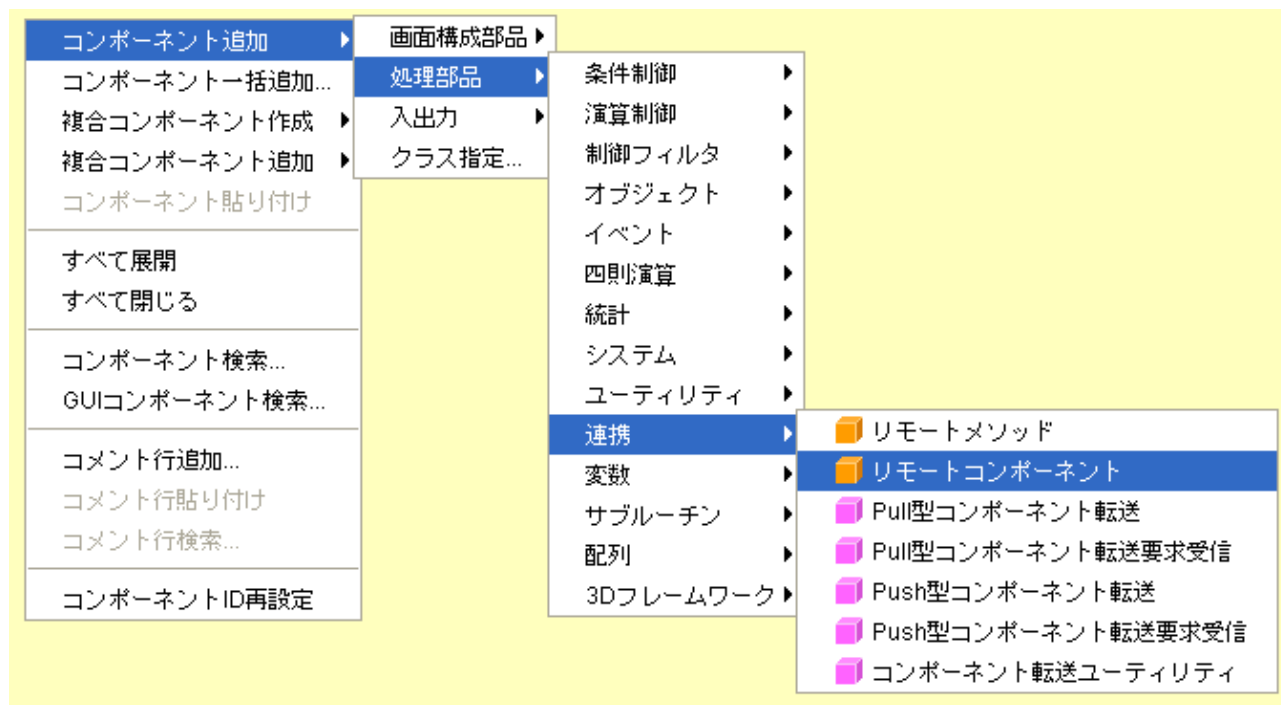 コンポーネント追加
コンポーネント一括追加...
複合コンポーネント作成
複合コンポーネント追加
コンポーネント貼り付け
すべて展開
すべて閉じる
コンポーネント検索...
GUIコンポーネント検索...
コメント行追加...
コメント行貼り付け
コメント行検索...
コンポーネントID再設定
画面構成部品
処理部品
入出力
クラス指定...
条件制御
演算制御
制御フィルタ
オブジェクト
イベント
四則演算
統計
システム
ユーティリティ
連携
変数
サブルーチン
配列
3Dフレームワーク
リモートメソッド
リモートコンポーネント
Pull型コンポーネント転送
Pull型コンポーネント転送要求受信
Push型コンポーネント転送
Push型コンポーネント転送要求受信
コンポーネント転送ユーティリティ